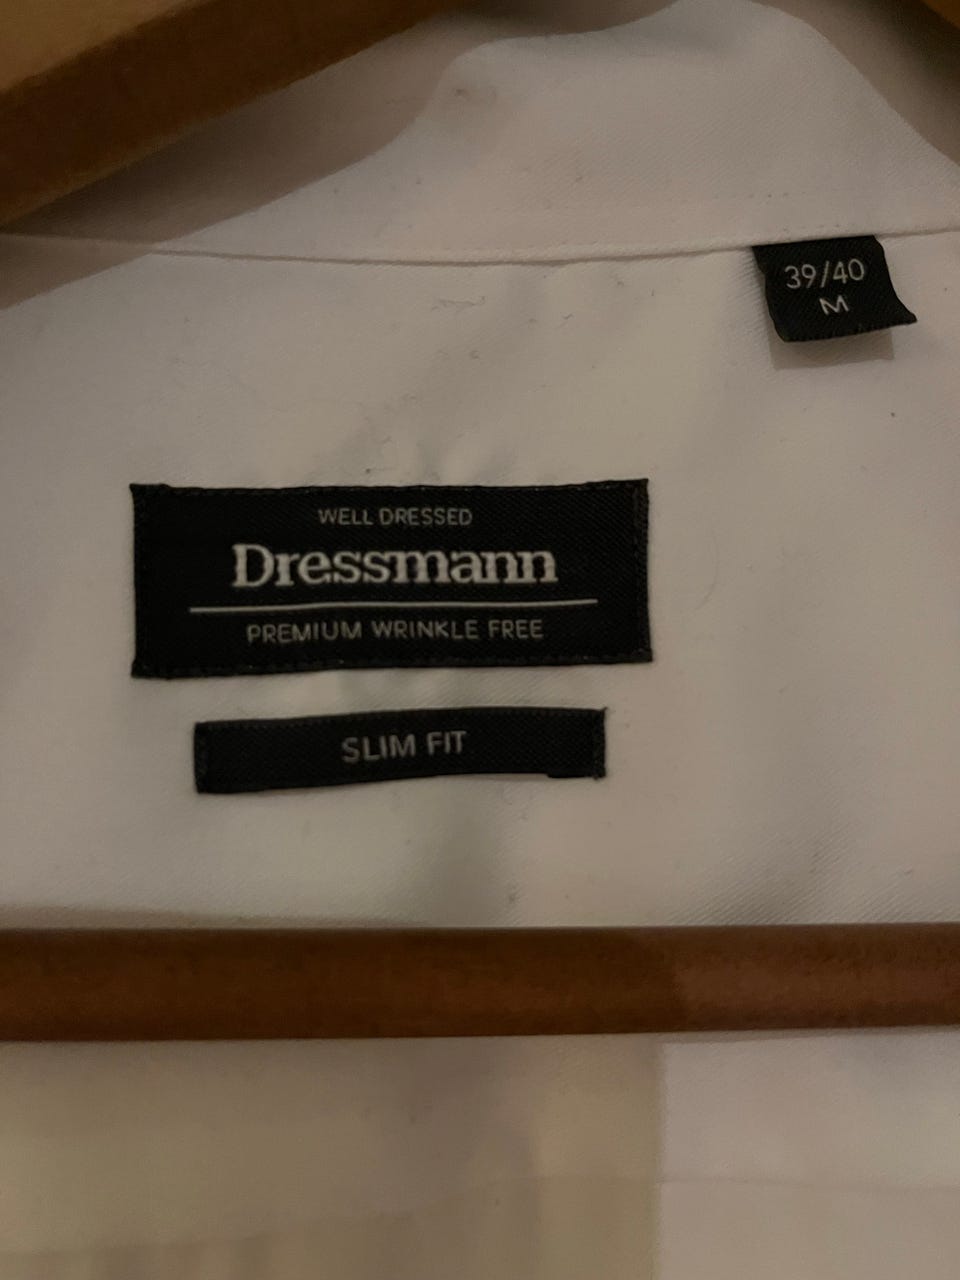 39/40
M
WELL DRESSED
Dressmann
PREMIUM WRINKLE FREE
SLIM FIT